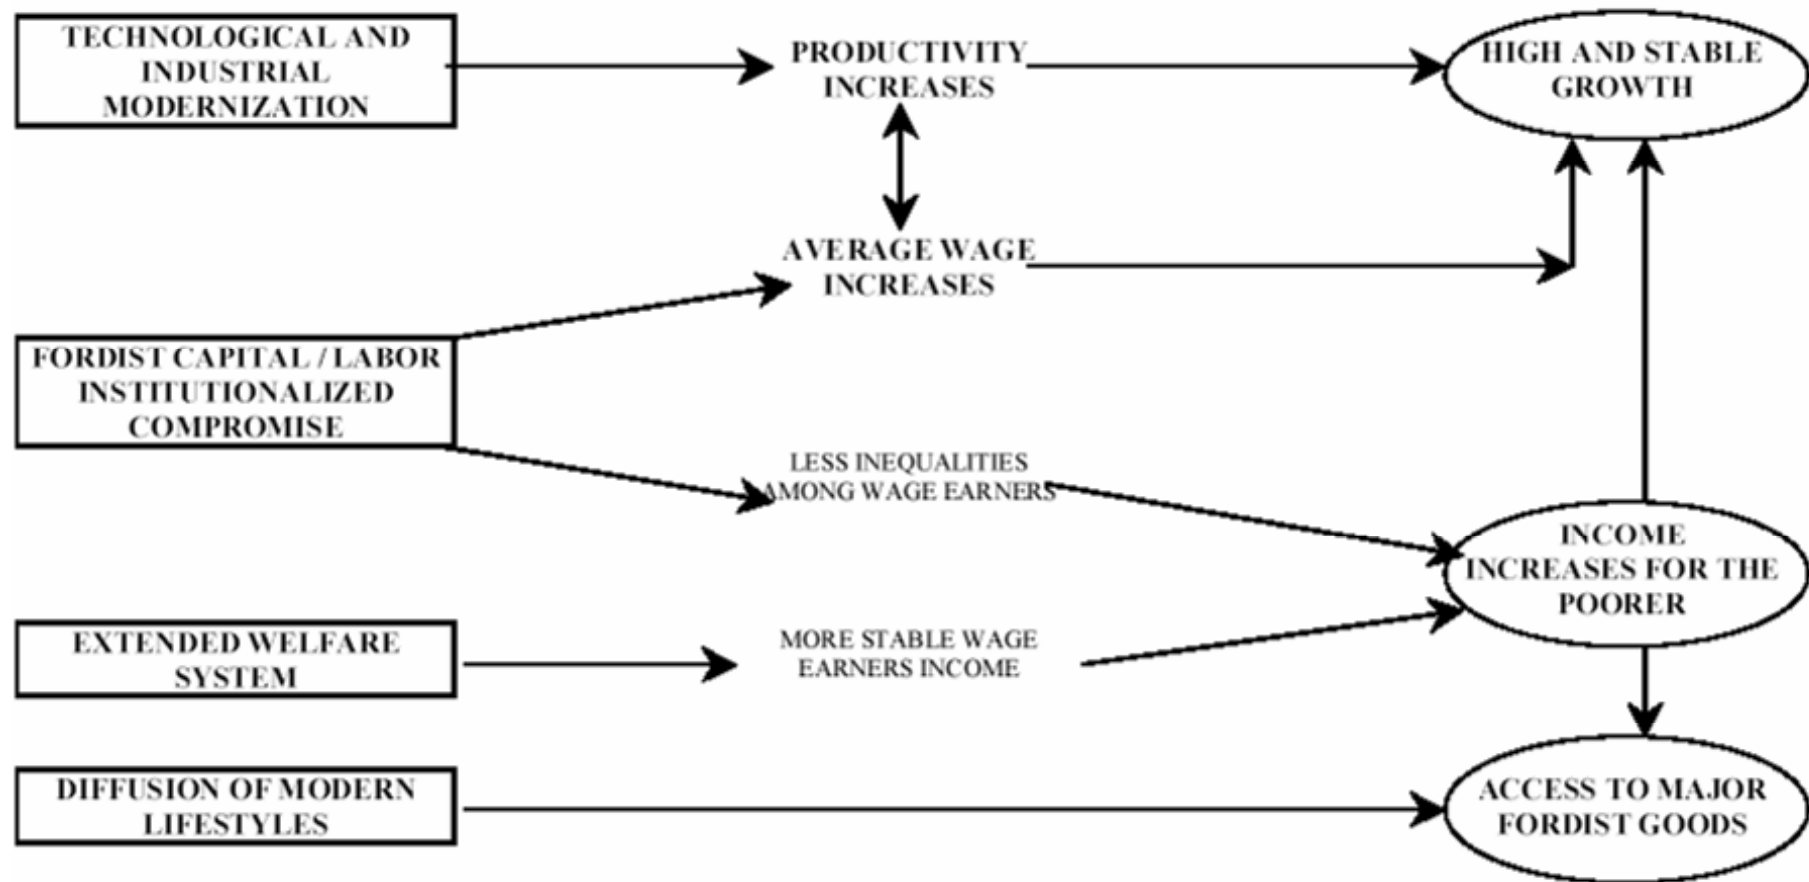 TECHNOLOGICAL AND
INDUSTRIAL
MODERNIZATION
PRODUCTIVITY
INCREASES
HIGH AND STABLE
GROWTH
AVERAGE WAGE
INCREASES
FORDIST CAPITAL / LABOR
INSTITUTIONALIZED
COMPROMISE
LESS INEQUALITIES
AMONG WAGE EARNERS
INCOME
INCREASES FOR THE
POORER
EXTENDED WELFARE
SYSTEM
MORE STABLE WAGE
EARNERS INCOME
DIFFUSION OF MODERN
LIFESTYLES
ACCESS TO MAJOR
FORDIST GOODS